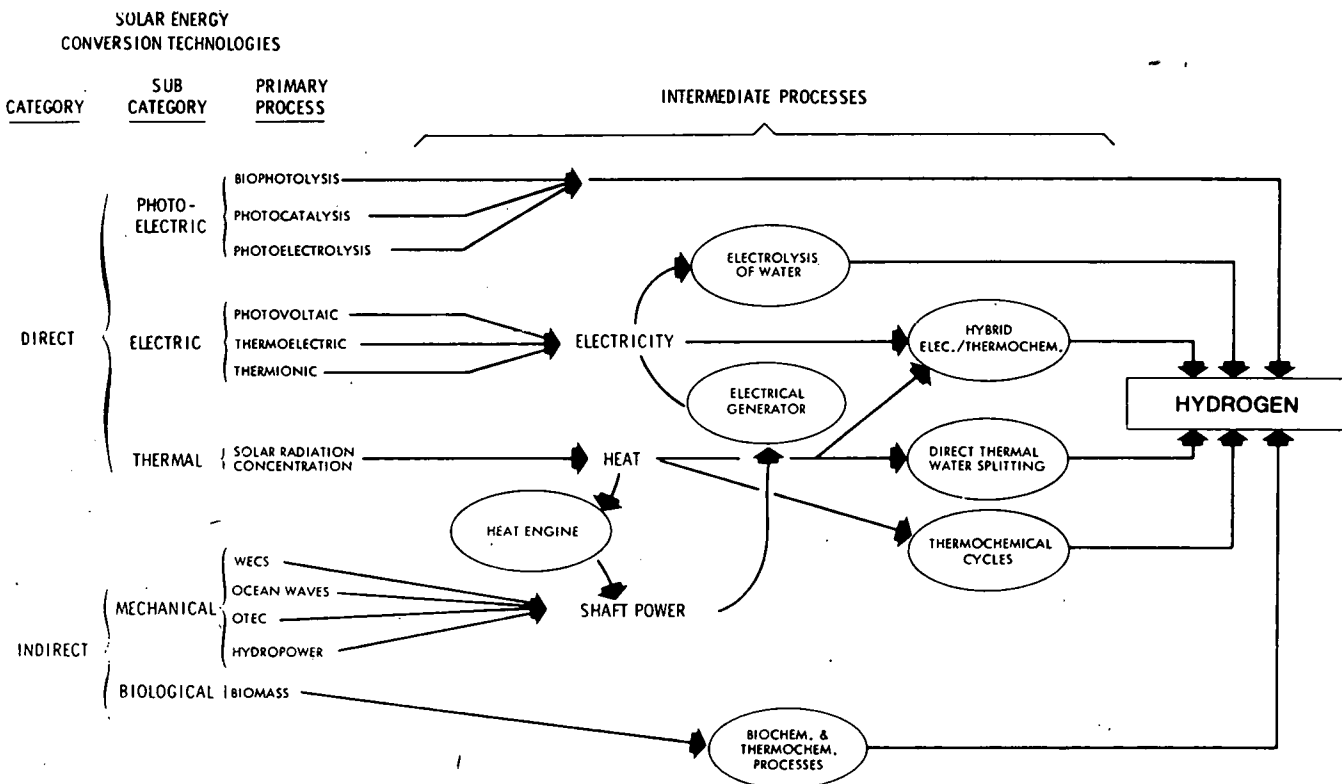 SOLAR ENERGY
CONVERSION TECHNOLOGIES
CATEGORY
SUB
CATEGORY
PRIMARY
PROCESS
INTERMEDIATE PROCESSES
DIRECT
PHOTO-
ELECTRIC
BIOPHOTOLYSIS
PHOTOCATALYSIS
PHOTOELECTROLYSIS
ELECTRIC
PHOTOVOLTAIC
THERMOELECTRIC
THERMIONIC
ELECTRICITY
ELECTROLYSIS
OF WATER
HYBRID
ELEC./THERMOCHEM.
ELECTRICAL
GENERATOR
HYDROGEN
THERMAL
SOLAR RADIATION
CONCENTRATION
HEAT
DIRECT THERMAL
WATER SPLITTING
HEAT ENGINE
THERMOCHEMICAL
CYCLES
INDIRECT
MECHANICAL
WECS
OCEAN WAVES
OTEC
HYDROPOWER
SHAFT POWER
BIOLOGICAL
BIOMASS
BIOCHEM. &
THERMOCHEM.
PROCESSES